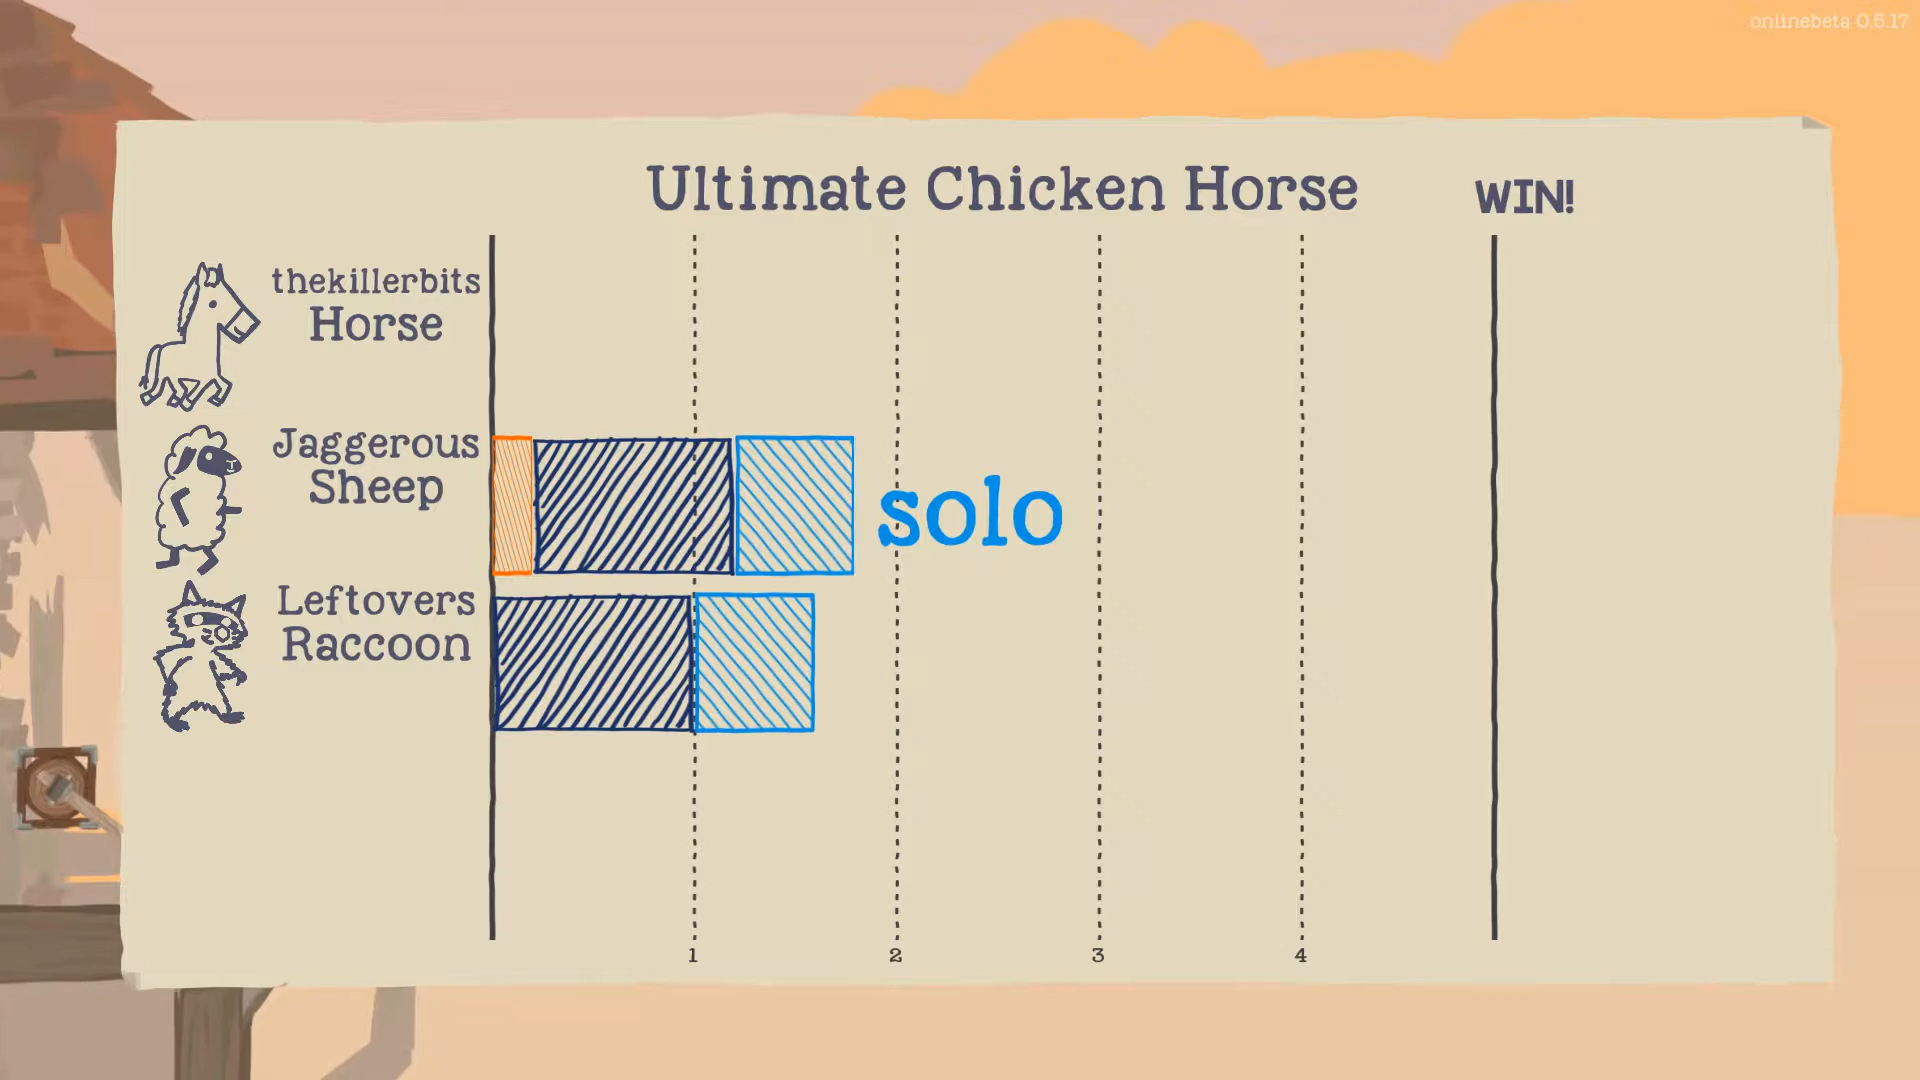 onlinebeta 0.5.17
Ultimate Chicken Horse
WIN!
thekillerbits
Horse
Jaggerous
Sheep
solo
Leftovers
Raccoon
1 2 3 4